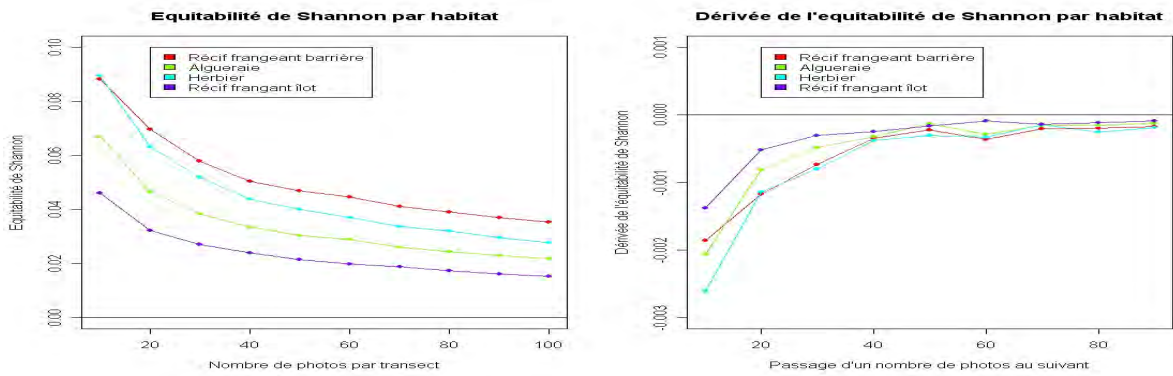 Equitabilité de Shannon par habitat
Récif frangeant barrière
Algueraie
Herbier
Récif frangant îlot
Equitabilité de Shannon
0.10
0.08
0.06
0.04
0.02
0.00
20
40
60
80
100
Nombre de photos par transect
Dérivée de l'equitabilité de Shannon par habitat
Récif frangeant barrière
Algueraie
Herbier
Récif frangant îlot
Dérivée de l'équitabilité de Shannon
0.001
0.0000
-0.001
-0.002
-0.003
20
40
60
80
Passage d'un nombre de photos au suivant